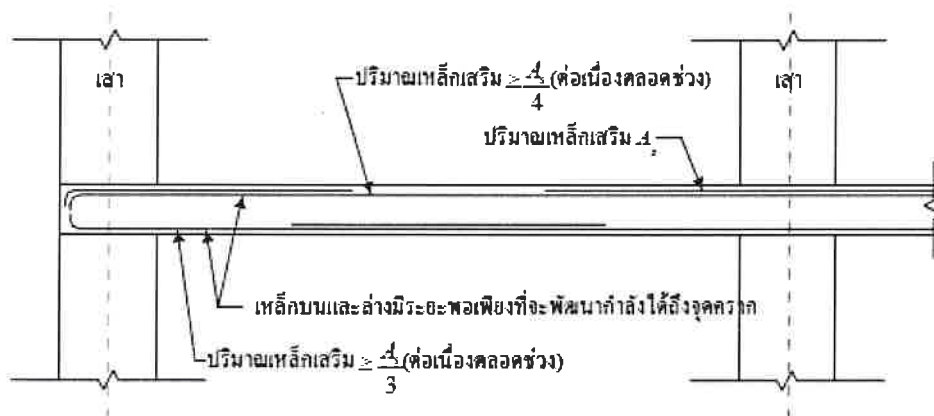 เสา
เสา
ปริมาณเหล็กเสริม ≥ A_s/4 (ต่อเนื่องตลอดช่วง)
ปริมาณเหล็กเสริม A_s
เหล็กบนและล่างมีระยะพอเพียงที่จะพัฒนากำลังได้ถึงจุดคราก
ปริมาณเหล็กเสริม ≥ A_s/3 (ต่อเนื่องตลอดช่วง)